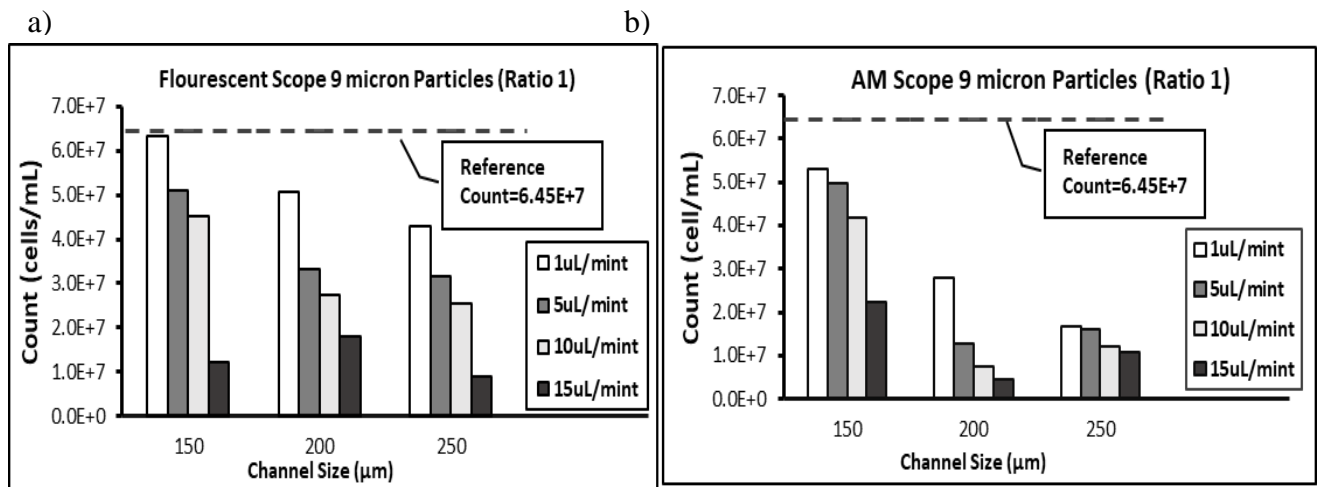 a)
Flourescent Scope 9 micron Particles (Ratio 1)
Count (cells/mL)
7.0E+7
6.0E+7
5.0E+7
4.0E+7
3.0E+7
2.0E+7
1.0E+7
0.0E+0
Reference
Count=6.45E+7
1uL/mint
5uL/mint
10uL/mint
15uL/mint
150
200
250
Channel Size (µm)
b)
AM Scope 9 micron Particles (Ratio 1)
Count (cell/mL)
7.0E+7
6.0E+7
5.0E+7
4.0E+7
3.0E+7
2.0E+7
1.0E+7
0.0E+0
Reference
Count=6.45E+7
1uL/mint
5uL/mint
10uL/mint
15uL/mint
150
200
250
Channel Size (µm)